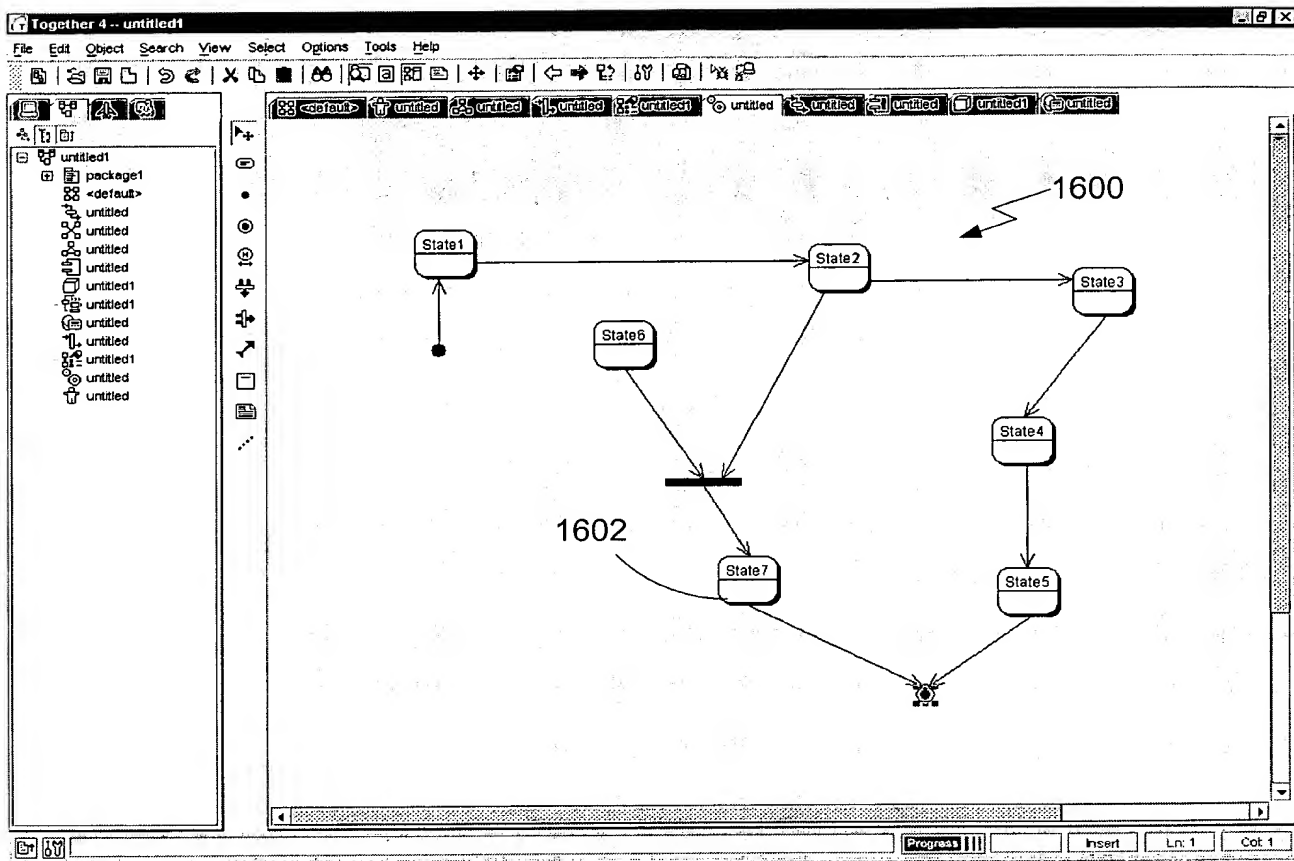 Together 4 -- untitled1
File Edit Object Search View Select Options Tools Help
<default> untitled untitled untitled untitled1 untitled untitled untitled untitled1 untitled
untitled1
package1
<default>
untitled
untitled
untitled
untitled
untitled1
untitled1
untitled
untitled
untitled1
untitled
untitled
1600
State1
State2
State3
State6
State4
1602
State7
State5
Progress Insert Ln: 1 Col: 1